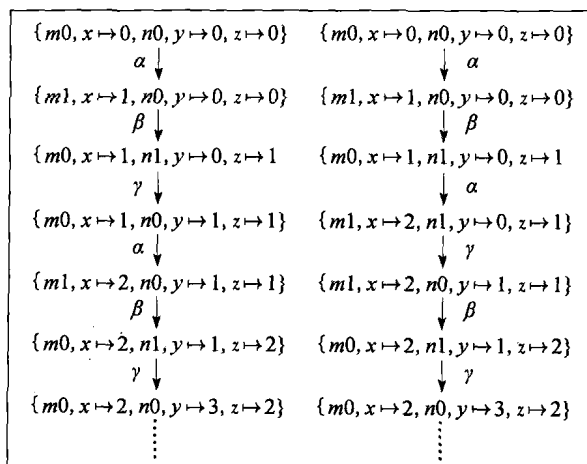 {m0, x ↦ 0, n0, y ↦ 0, z ↦ 0} {m0, x ↦ 0, n0, y ↦ 0, z ↦ 0}
α α
{m1, x ↦ 1, n0, y ↦ 0, z ↦ 0} {m1, x ↦ 1, n0, y ↦ 0, z ↦ 0}
β β
{m0, x ↦ 1, n1, y ↦ 0, z ↦ 1 {m0, x ↦ 1, n1, y ↦ 0, z ↦ 1
γ α
{m0, x ↦ 1, n0, y ↦ 1, z ↦ 1} {m1, x ↦ 2, n1, y ↦ 0, z ↦ 1}
α γ
{m1, x ↦ 2, n0, y ↦ 1, z ↦ 1} {m1, x ↦ 2, n0, y ↦ 1, z ↦ 1}
β β
{m0, x ↦ 2, n1, y ↦ 1, z ↦ 2} {m0, x ↦ 2, n1, y ↦ 1, z ↦ 2}
γ γ
{m0, x ↦ 2, n0, y ↦ 3, z ↦ 2} {m0, x ↦ 2, n0, y ↦ 3, z ↦ 2}